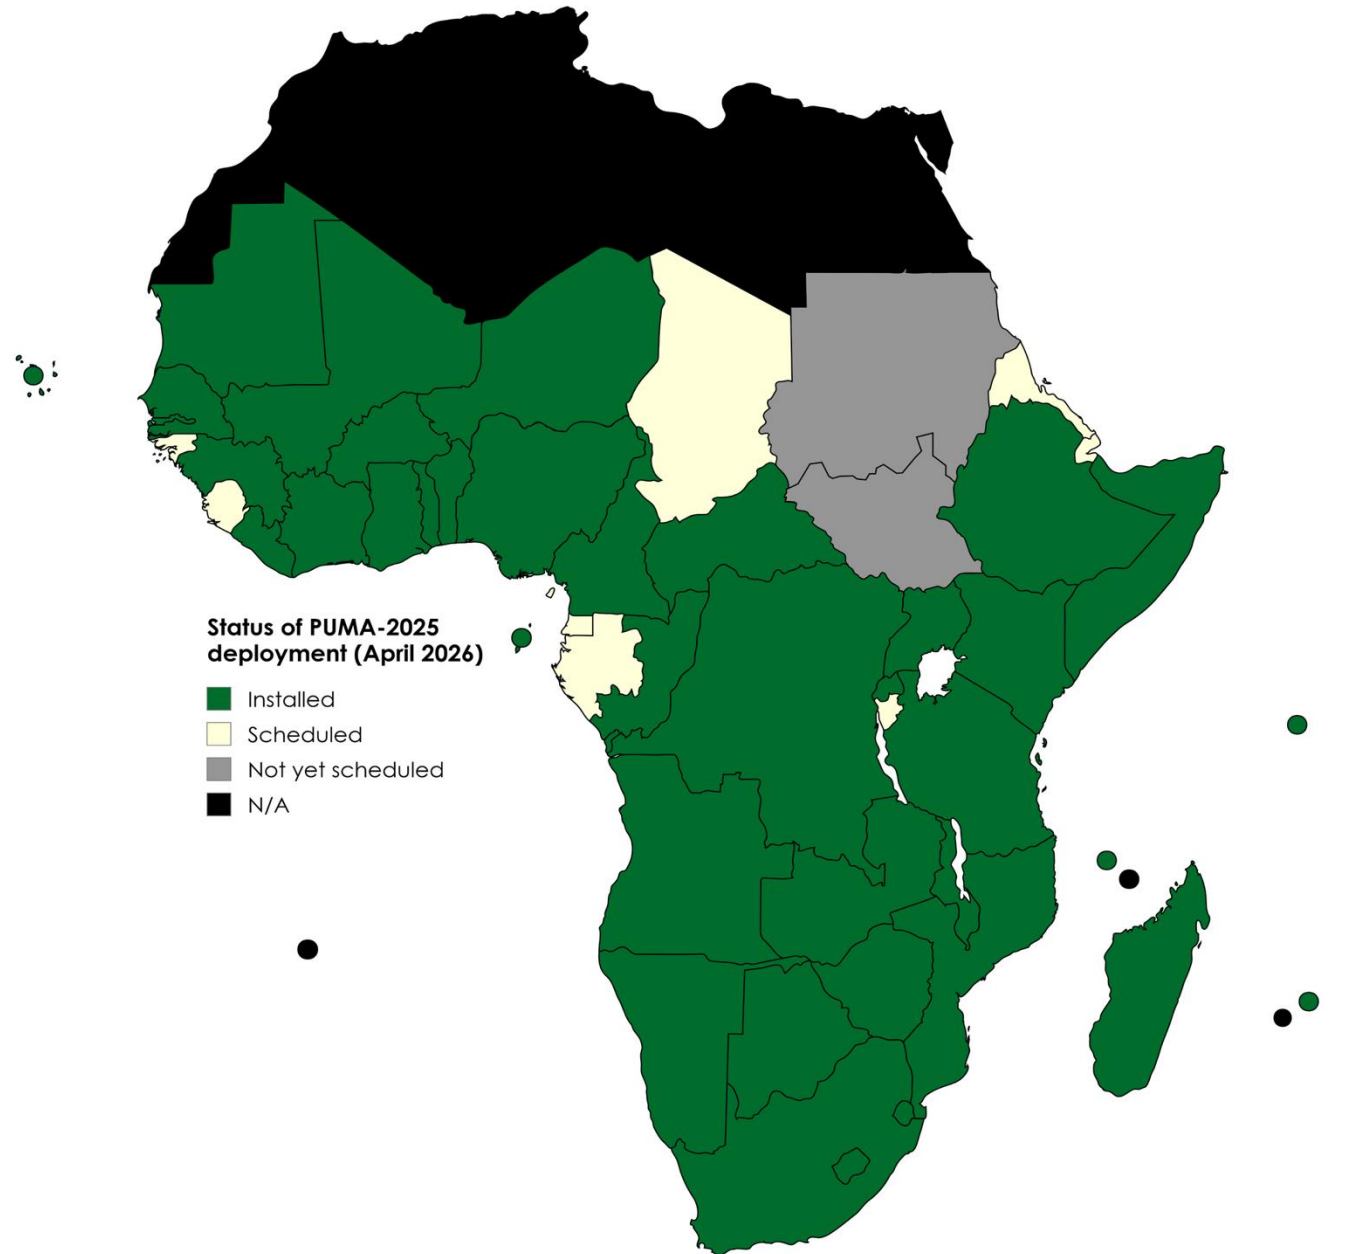 Status of PUMA-2025
deployment (April 2026)
Installed
Scheduled
Not yet scheduled
N/A